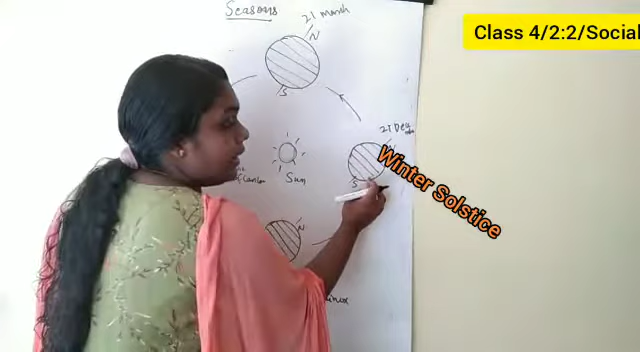 Seasons
21 march
N
S
Class 4/2:2/Social
21 Dec
Winter Solstice
Sun
S
N